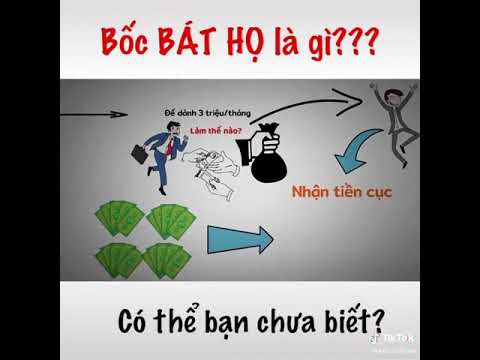 Bốc BÁT HỌ là gì???
Để dành 3 triệu/tháng
Làm thế nào?
Nhận tiền cục
Có thể bạn chưa biết?
TikTok